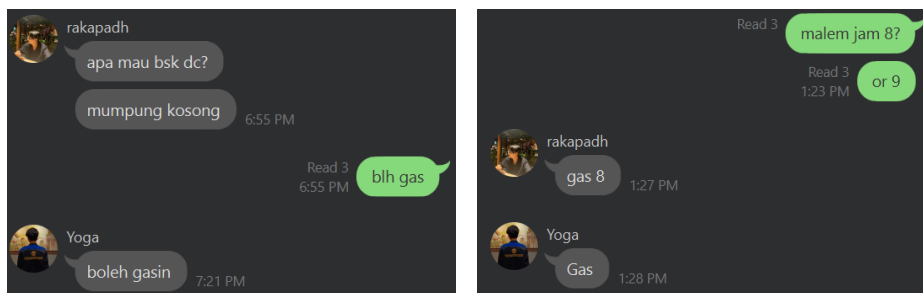 rakapadh
apa mau bsk dc?
mumpung kosong
6:55 PM
Read 3
6:55 PM
blh gas
Yoga
boleh gasin
7:21 PM
Read 3
malem jam 8?
Read 3
1:23 PM
or 9
rakapadh
gas 8
1:27 PM
Yoga
Gas
1:28 PM